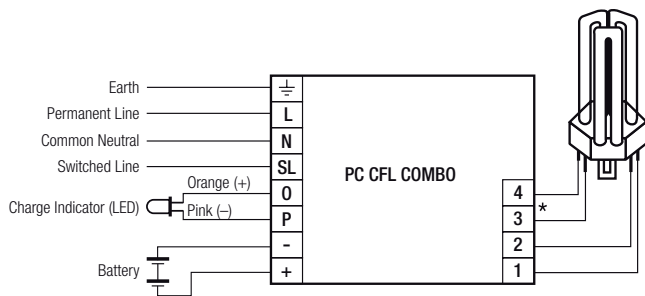 Earth
Permanent Line
Common Neutral
Switched Line
Orange (+)
Charge Indicator (LED)
Pink (–)
Battery
L
N
SL
O
P
-
+
PC CFL COMBO
4
*
3
2
1